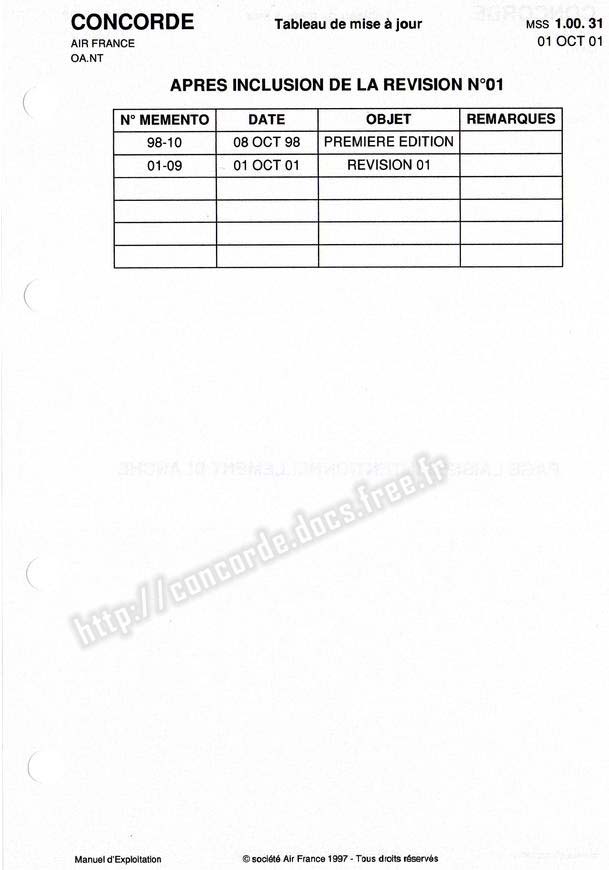 CONCORDE Tableau de mise à jour MSS 1.00. 31
AIR FRANCE 01 OCT 01
OA.NT
APRES INCLUSION DE LA REVISION N°01
N° MEMENTO DATE OBJET REMARQUES
98-10 08 OCT 98 PREMIERE EDITION
01-09 01 OCT 01 REVISION 01
http://concorde.docs.free.fr
Manuel d'Exploitation © société Air France 1997 - Tous droits réservés